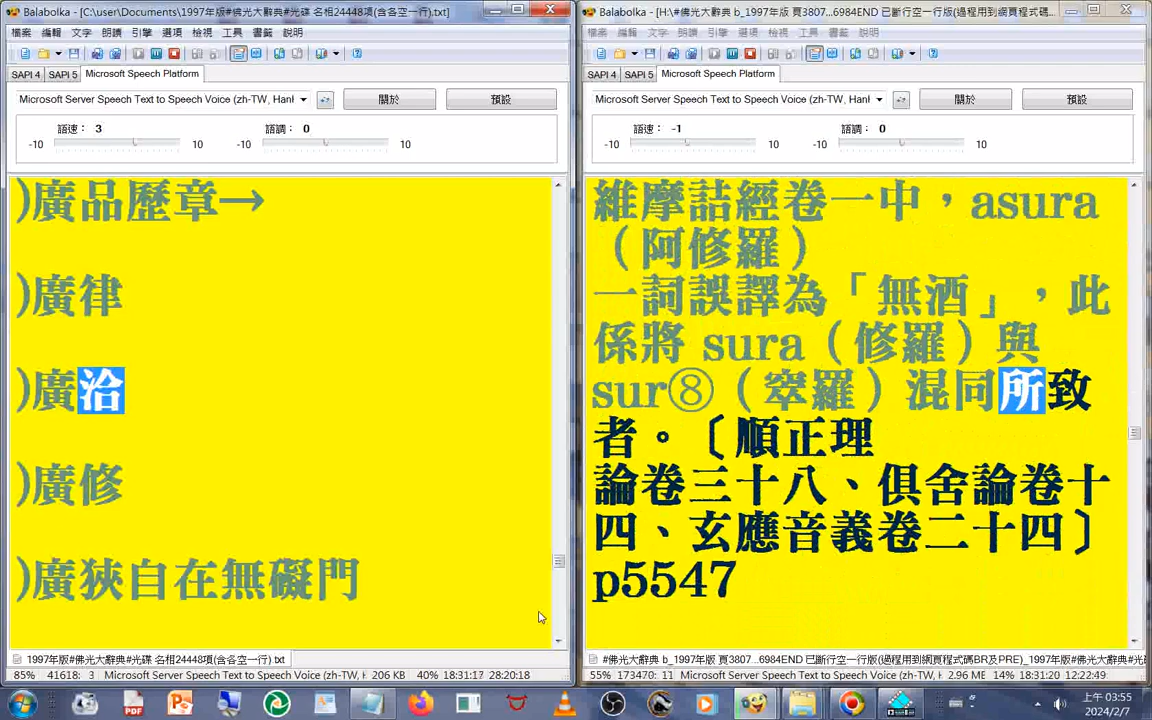 Balabolka - [C:\user\Documents\1997年版#佛光大辭典#光碟 名相24448項(含各空一行).txt]
檔案 編輯 文字 朗讀 引擎 選項 檢視 工具 書籤 說明
SAPI 4 SAPI 5 Microsoft Speech Platform
Microsoft Server Speech Text to Speech Voice (zh-TW, HanH 關於 預設
語速： 3 語調： 0
-10 10 -10 10
)廣品歷章→
)廣律
)廣洽
)廣修
)廣狹自在無礙門
1997年版#佛光大辭典#光碟 名相24448項(含各空一行).txt
85% 41618: 3 Microsoft Server Speech Text to Speech Voice (zh-TW, H 206 KB 40% 18:31:17 28:20:18
Balabolka - [H:\#佛光大辭典 b_1997年版 頁3807...6984END 已斷行空一行版(過程用到網頁程式碼...
檔案 編輯 文字 朗讀 引擎 選項 檢視 工具 書籤 說明
SAPI 4 SAPI 5 Microsoft Speech Platform
Microsoft Server Speech Text to Speech Voice (zh-TW, HanH 關於 預設
語速： -1 語調： 0
-10 10 -10 10
維摩詰經卷一中，asura
（阿修羅）
一詞誤譯為「無酒」，此
係將 sura（修羅）與
sur⑧（窣羅）混同所致
者。〔順正理
論卷三十八、俱舍論卷十
四、玄應音義卷二十四〕
p5547
#佛光大辭典 b_1997年版 頁3807...6984END 已斷行空一行版(過程用到網頁程式碼BR及PRE)_1997年版#光
55% 173470: 11 Microsoft Server Speech Text to Speech Voice (zh-TW, H 2.96 ME 14% 18:31:20 12:22:49
上午 03:55
2024/2/7